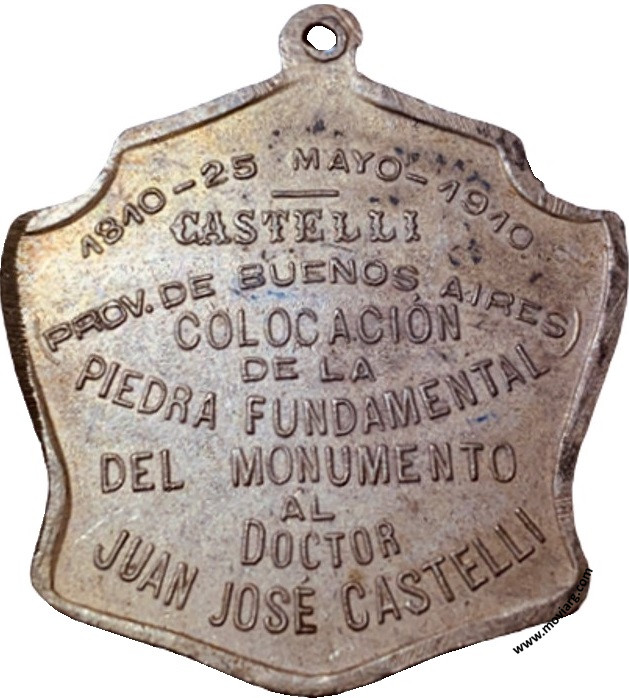 1810-25 MAYO-1910
CASTELLI
(PROV. DE BUENOS AIRES)
COLOCACIÓN
DE LA
PIEDRA FUNDAMENTAL
DEL MONUMENTO
AL
DOCTOR
JUAN JOSÉ CASTELLI
www.moviarg.com